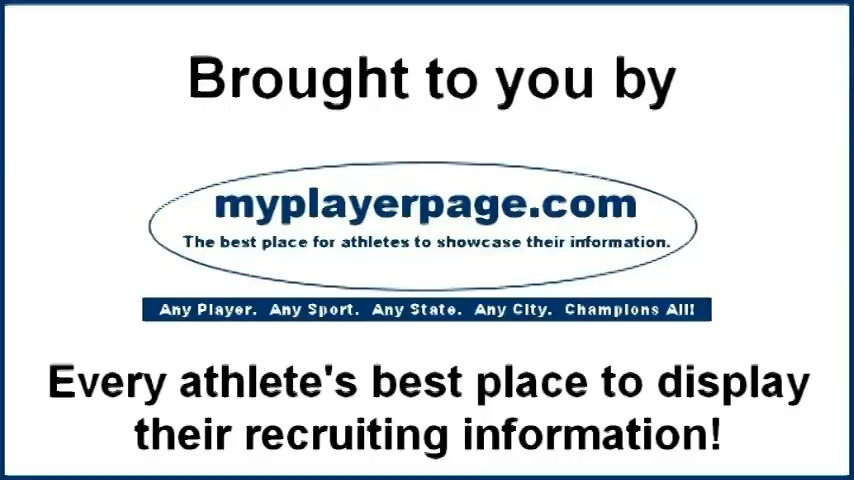 Brought to you by
myplayerpage.com
The best place for athletes to showcase their information.
Any Player. Any Sport. Any State. Any City. Champions All!
Every athlete's best place to display
their recruiting information!